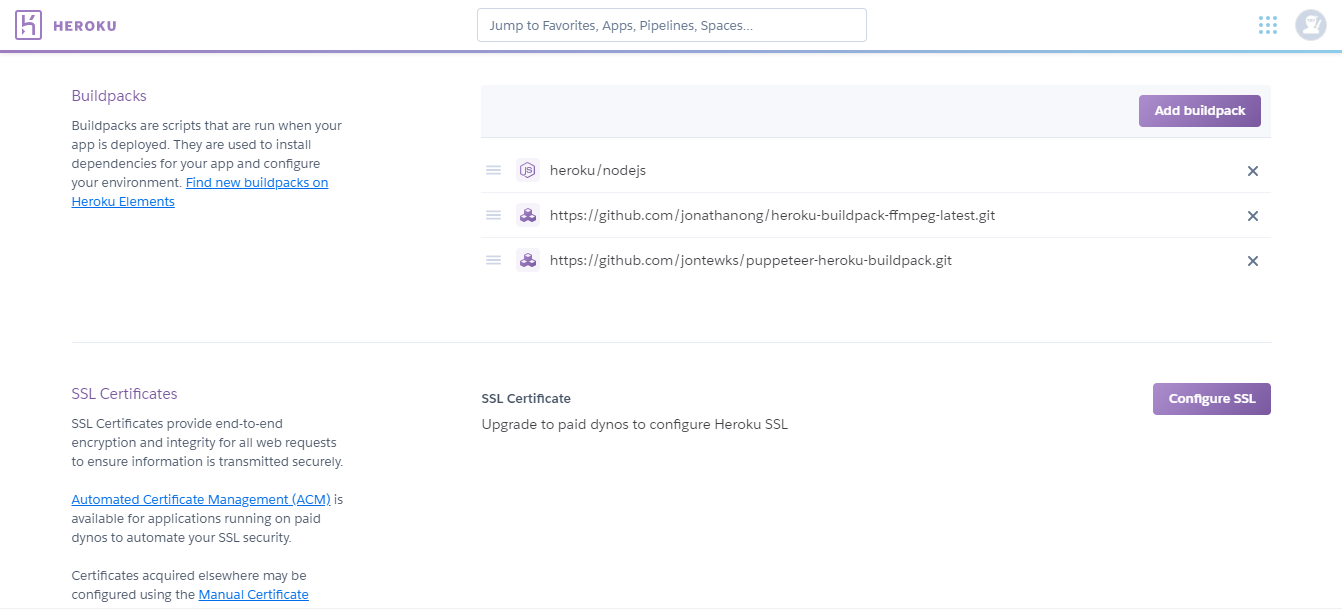 HEROKU
Jump to Favorites, Apps, Pipelines, Spaces...
Buildpacks
Buildpacks are scripts that are run when your
app is deployed. They are used to install
dependencies for your app and configure
your environment. Find new buildpacks on
Heroku Elements
Add buildpack
heroku/nodejs
https://github.com/jonathanong/heroku-buildpack-ffmpeg-latest.git
https://github.com/jontewks/puppeteer-heroku-buildpack.git
SSL Certificates
SSL Certificates provide end-to-end
encryption and integrity for all web requests
to ensure information is transmitted securely.
Automated Certificate Management (ACM) is
available for applications running on paid
dynos to automate your SSL security.
Certificates acquired elsewhere may be
configured using the Manual Certificate
SSL Certificate
Upgrade to paid dynos to configure Heroku SSL
Configure SSL